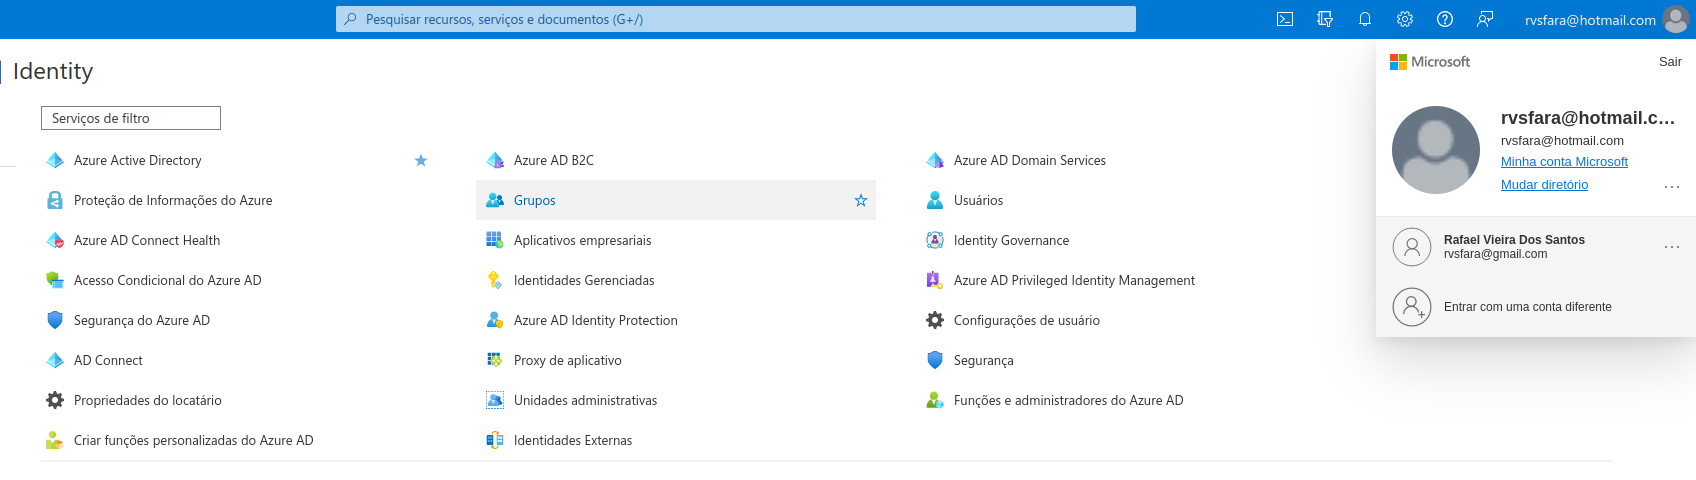 Pesquisar recursos, serviços e documentos (G+/)
rvsfara@hotmail.com
Identity
Serviços de filtro
Azure Active Directory
Azure AD B2C
Azure AD Domain Services
Proteção de Informações do Azure
Grupos
Usuários
Azure AD Connect Health
Aplicativos empresariais
Identity Governance
Acesso Condicional do Azure AD
Identidades Gerenciadas
Azure AD Privileged Identity Management
Segurança do Azure AD
Azure AD Identity Protection
Configurações de usuário
AD Connect
Proxy de aplicativo
Segurança
Propriedades do locatário
Unidades administrativas
Funções e administradores do Azure AD
Criar funções personalizadas do Azure AD
Identidades Externas
Microsoft
Sair
rvsfara@hotmail.c...
rvsfara@hotmail.com
Minha conta Microsoft
Mudar diretório
Rafael Vieira Dos Santos
rvsfara@gmail.com
Entrar com uma conta diferente